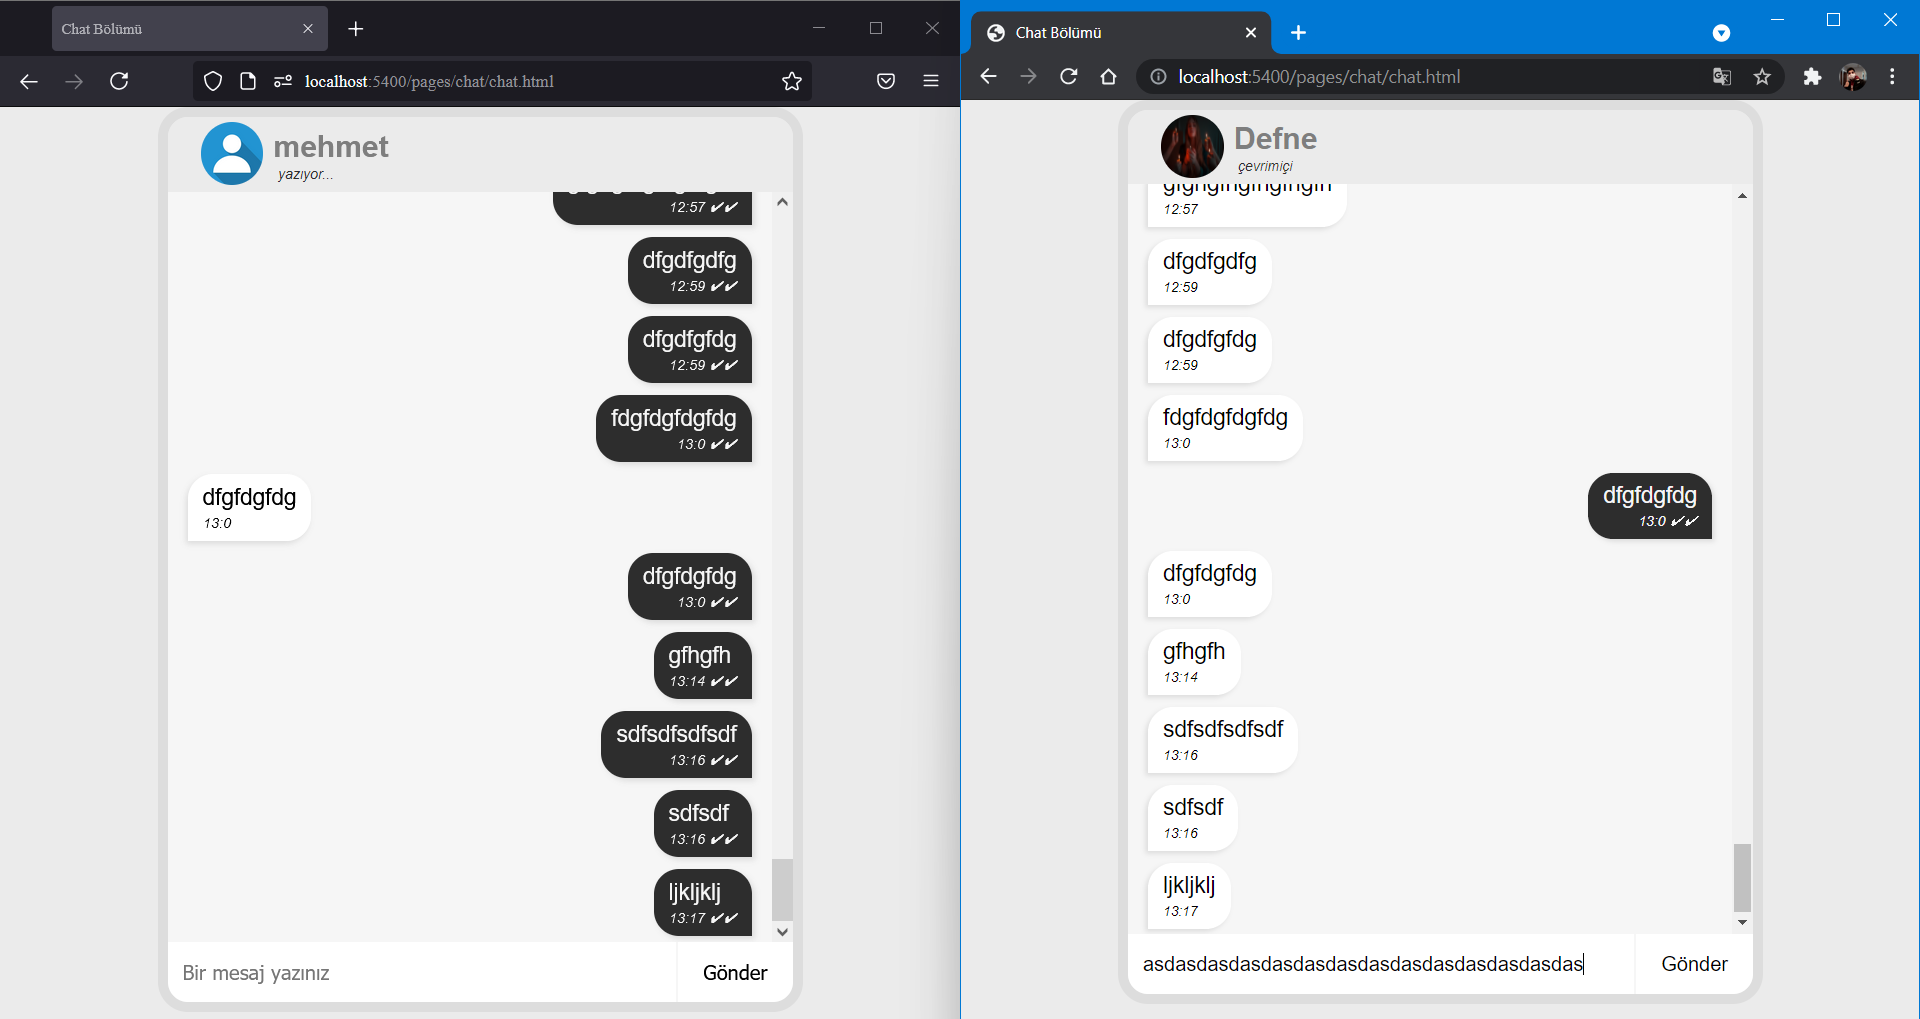 Chat Bölümü
localhost:5400/pages/chat/chat.html
mehmet
yazıyor...
12:57 ✔✔
dfgdfgdfg
12:59 ✔✔
dfgdfgfdg
12:59 ✔✔
fdgfdgfdgfdg
13:0 ✔✔
dfgfdgfdg
13:0
dfgfdgfdg
13:0 ✔✔
gfhgfh
13:14 ✔✔
sdfsdfsdfsdf
13:16 ✔✔
sdfsdf
13:16 ✔✔
ljkljklj
13:17 ✔✔
Bir mesaj yazınız
Gönder
Chat Bölümü
localhost:5400/pages/chat/chat.html
Defne
çevrimiçi
12:57
dfgdfgdfg
12:59
dfgdfgfdg
12:59
fdgfdgfdgfdg
13:0
dfgfdgfdg
13:0 ✔✔
dfgfdgfdg
13:0
gfhgfh
13:14
sdfsdfsdfsdf
13:16
sdfsdf
13:16
ljkljklj
13:17
asdasdasdasdasdasdasdasdasdasdasdasdasdas
Gönder